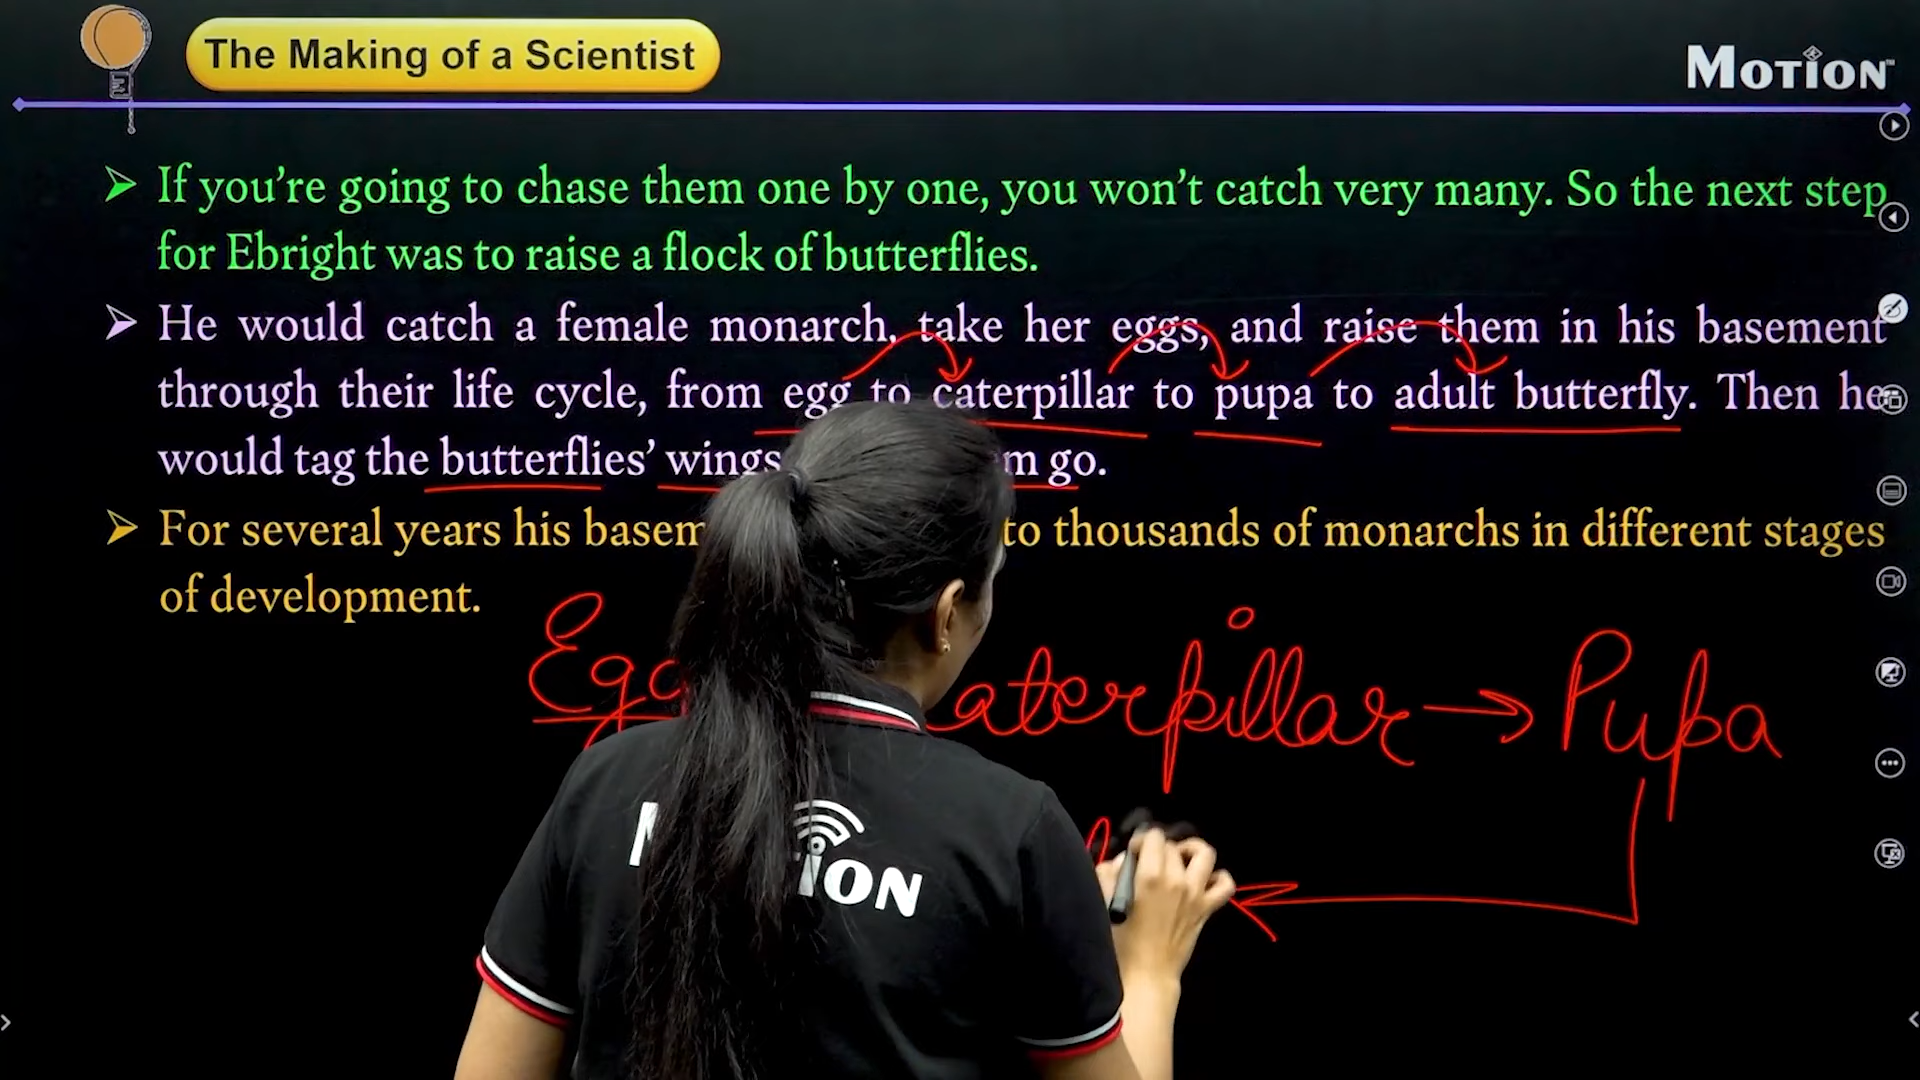 The Making of a Scientist
MOTION
If you're going to chase them one by one, you won't catch very many. So the next step
for Ebright was to raise a flock of butterflies.
He would catch a female monarch, take her eggs, and raise them in his basement
through their life cycle, from egg to caterpillar to pupa to adult butterfly. Then he
would tag the butterflies' wings go.
For several years his to thousands of monarchs in different stages
of development.
Caterpillar → Pupa
MOTION